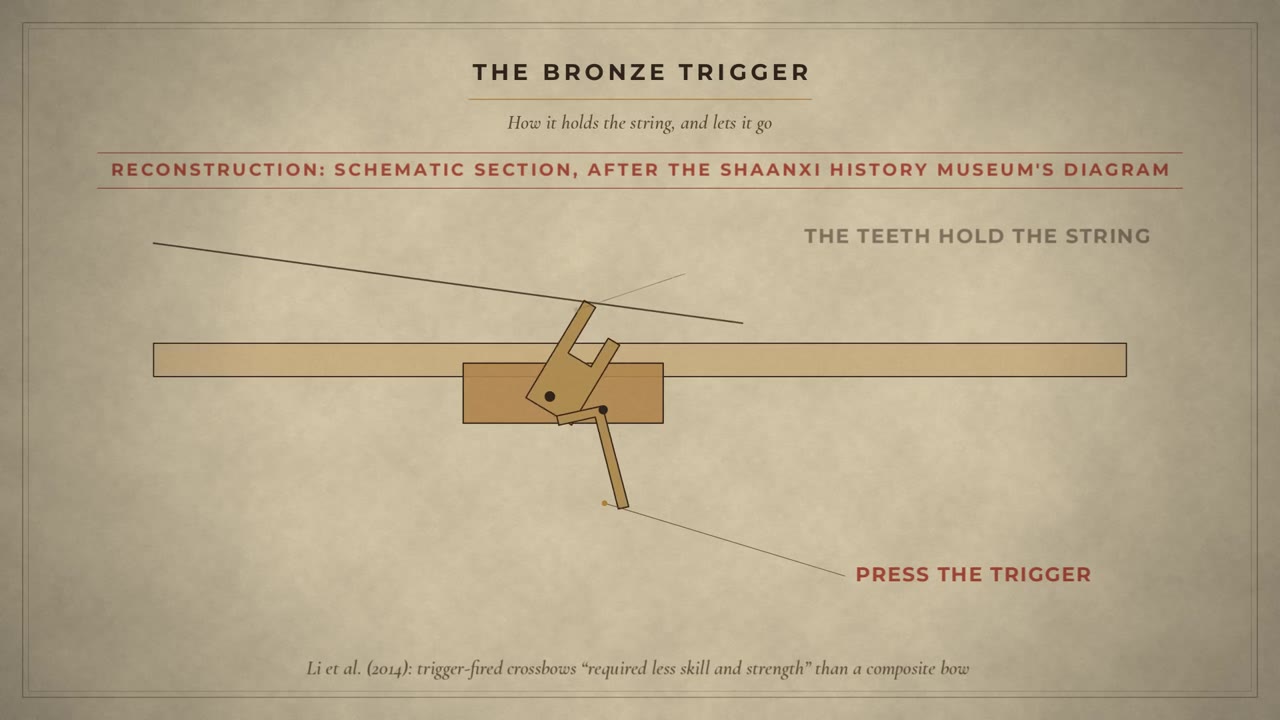 THE BRONZE TRIGGER
How it holds the string, and lets it go
RECONSTRUCTION: SCHEMATIC SECTION, AFTER THE SHAANXI HISTORY MUSEUM'S DIAGRAM
THE TEETH HOLD THE STRING
PRESS THE TRIGGER
Li et al. (2014): trigger-fired crossbows “required less skill and strength” than a composite bow